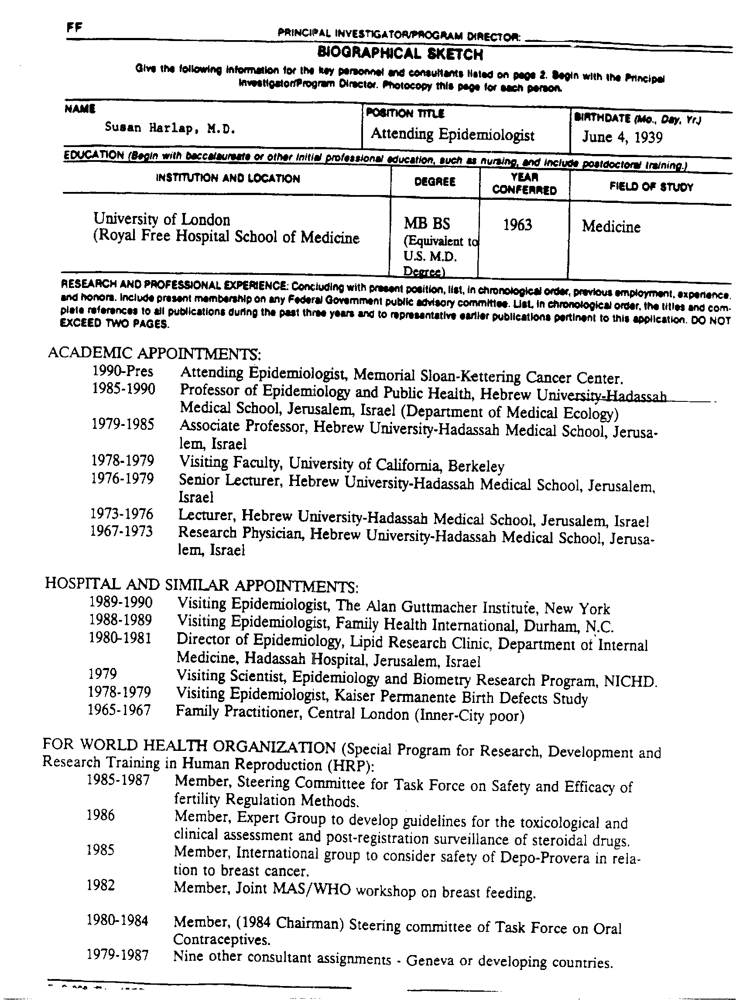 FF
PRINCIPAL INVESTIGATOR/PROGRAM DIRECTOR:
BIOGRAPHICAL SKETCH
Give the following information for the key personnel and consultants listed on page 2. Begin with the Principal
Investigator/Program Director. Photocopy this page for each person.
NAME POSITION TITLE BIRTHDATE (Mo., Day, Yr.)
Susan Harlap, M.D. Attending Epidemiologist June 4, 1939
EDUCATION (Begin with baccalaureate or other initial professional education, such as nursing, and include postdoctoral training.)
INSTITUTION AND LOCATION DEGREE YEAR CONFERRED FIELD OF STUDY
University of London MB BS 1963 Medicine
(Royal Free Hospital School of Medicine (Equivalent to
U.S. M.D.
Degree)
RESEARCH AND PROFESSIONAL EXPERIENCE: Concluding with present position, list, in chronological order, previous employment, experience,
and honors. Include present membership on any Federal Government public advisory committee. List, in chronological order, the titles and com-
plete references to all publications during the past three years and to representative earlier publications pertinent to this application. DO NOT
EXCEED TWO PAGES.
ACADEMIC APPOINTMENTS:
1990-Pres Attending Epidemiologist, Memorial Sloan-Kettering Cancer Center.
1985-1990 Professor of Epidemiology and Public Health, Hebrew University-Hadassah
Medical School, Jerusalem, Israel (Department of Medical Ecology)
1979-1985 Associate Professor, Hebrew University-Hadassah Medical School, Jerusa-
lem, Israel
1978-1979 Visiting Faculty, University of California, Berkeley
1976-1979 Senior Lecturer, Hebrew University-Hadassah Medical School, Jerusalem,
Israel
1973-1976 Lecturer, Hebrew University-Hadassah Medical School, Jerusalem, Israel
1967-1973 Research Physician, Hebrew University-Hadassah Medical School, Jerusa-
lem, Israel
HOSPITAL AND SIMILAR APPOINTMENTS:
1989-1990 Visiting Epidemiologist, The Alan Guttmacher Institute, New York
1988-1989 Visiting Epidemiologist, Family Health International, Durham, N.C.
1980-1981 Director of Epidemiology, Lipid Research Clinic, Department of Internal
Medicine, Hadassah Hospital, Jerusalem, Israel
1979 Visiting Scientist, Epidemiology and Biometry Research Program, NICHD.
1978-1979 Visiting Epidemiologist, Kaiser Permanente Birth Defects Study
1965-1967 Family Practitioner, Central London (Inner-City poor)
FOR WORLD HEALTH ORGANIZATION (Special Program for Research, Development and
Research Training in Human Reproduction (HRP):
1985-1987 Member, Steering Committee for Task Force on Safety and Efficacy of
fertility Regulation Methods.
1986 Member, Expert Group to develop guidelines for the toxicological and
clinical assessment and post-registration surveillance of steroidal drugs.
1985 Member, International group to consider safety of Depo-Provera in rela-
tion to breast cancer.
1982 Member, Joint MAS/WHO workshop on breast feeding.
1980-1984 Member, (1984 Chairman) Steering committee of Task Force on Oral
Contraceptives.
1979-1987 Nine other consultant assignments - Geneva or developing countries.